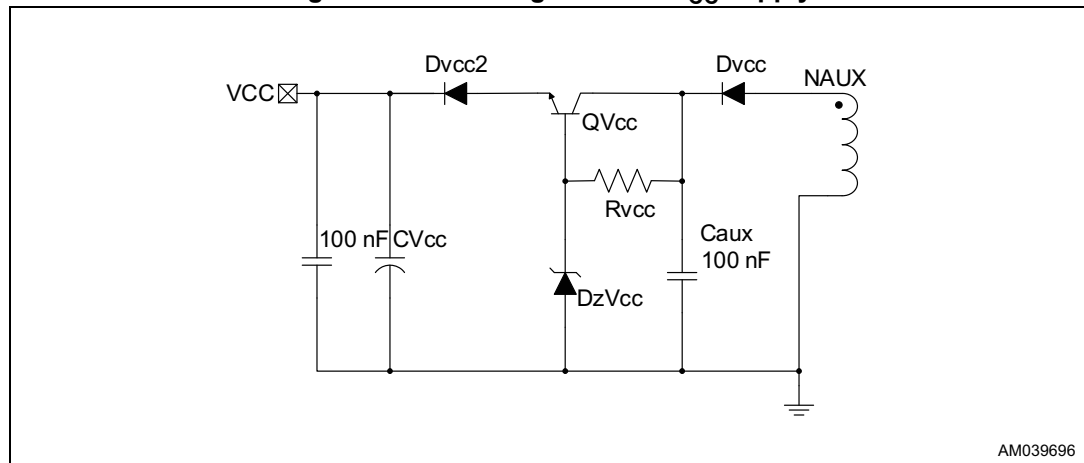 VCC
Dvcc2
Dvcc
NAUX
QVcc
Rvcc
100 nF CVcc
Caux
100 nF
DzVcc
AM039696